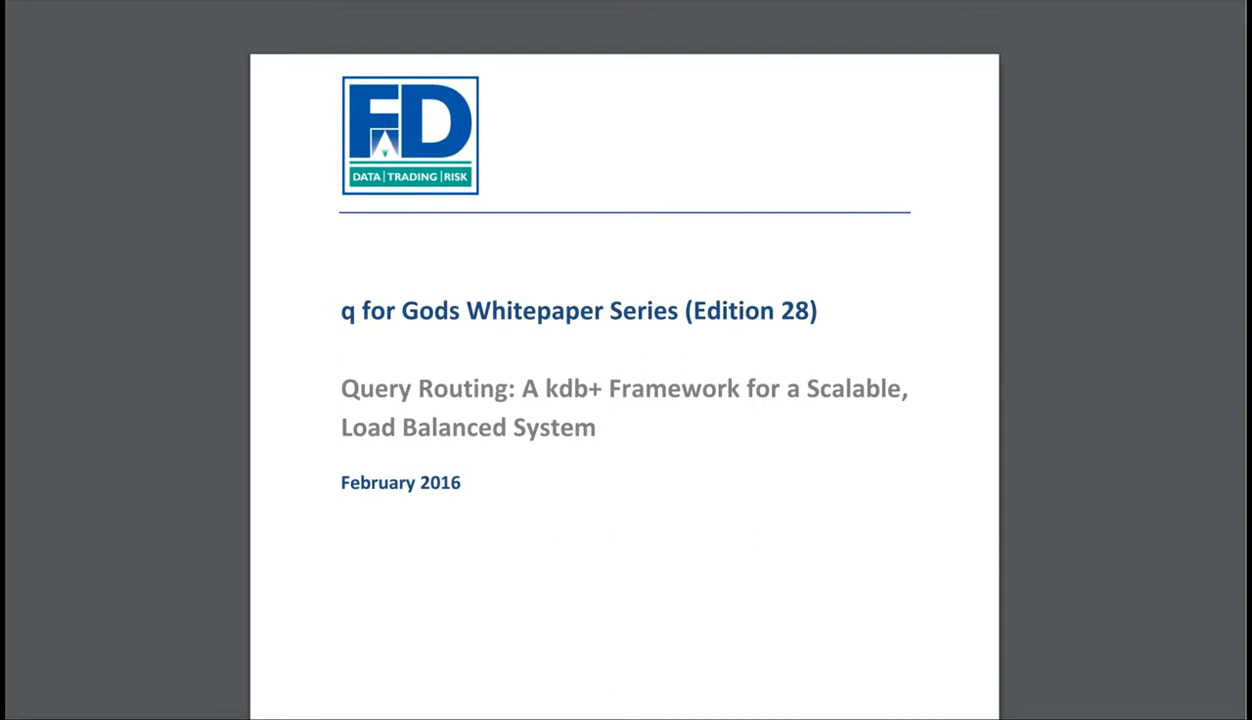 FD
DATA | TRADING | RISK
q for Gods Whitepaper Series (Edition 28)
Query Routing: A kdb+ Framework for a Scalable,
Load Balanced System
February 2016